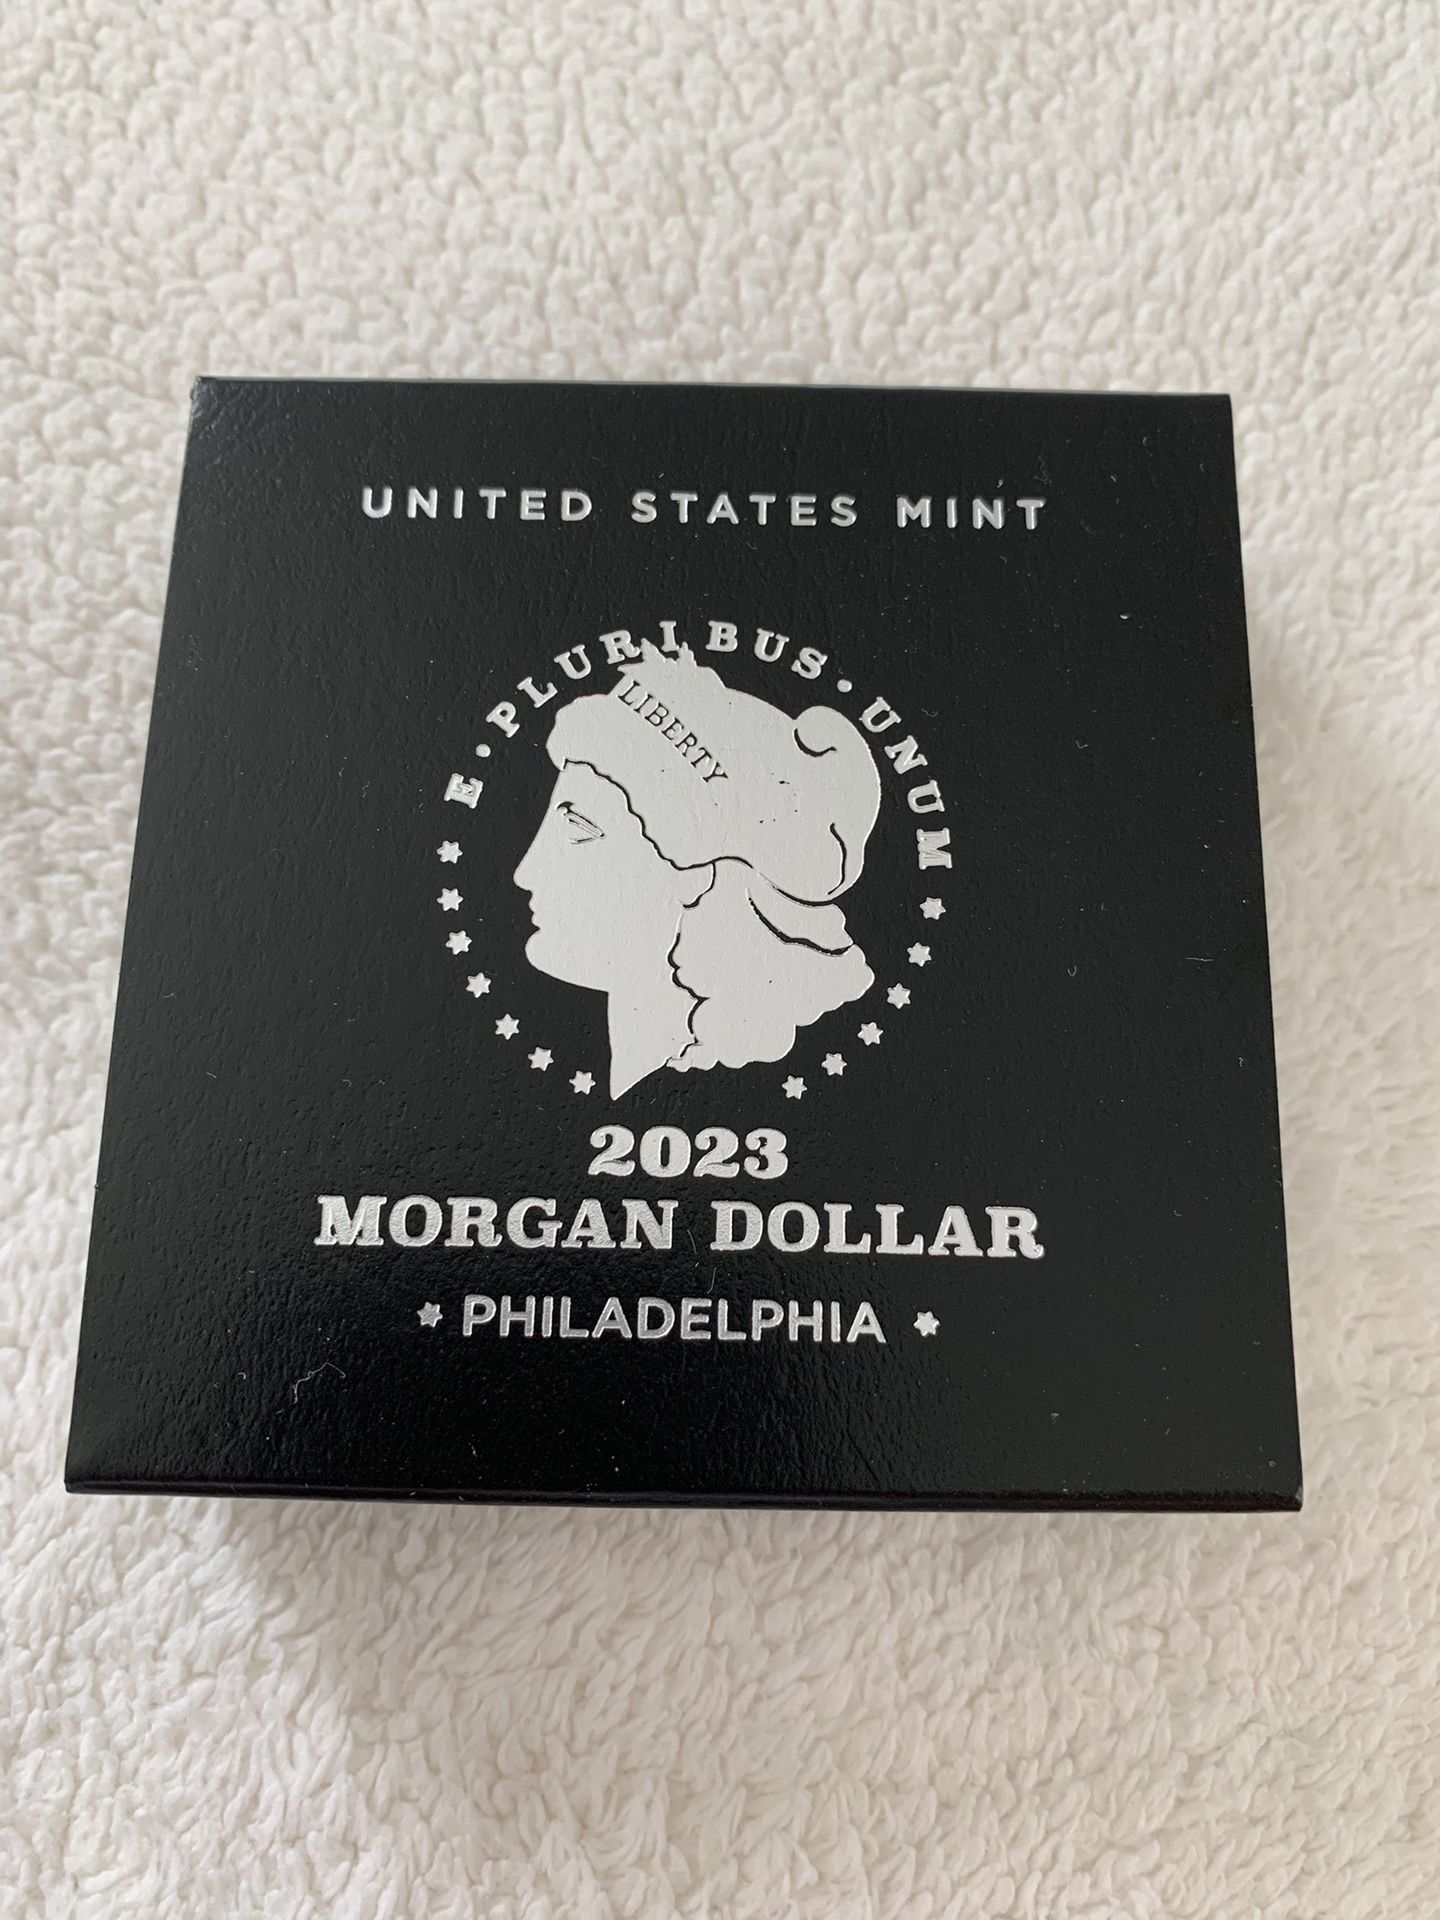 UNITED STATES MINT
E · PLURIBUS · UNUM
LIBERTY
2023
MORGAN DOLLAR
PHILADELPHIA